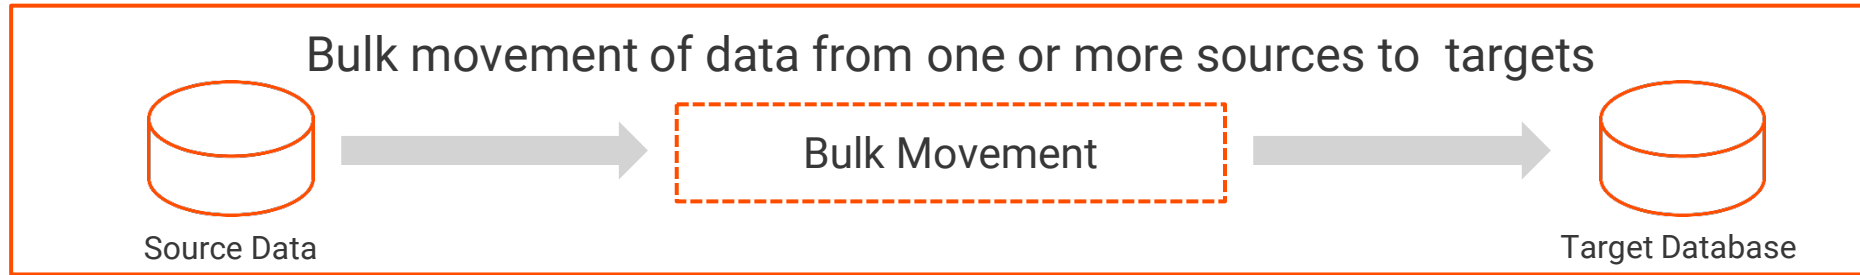 Bulk movement of data from one or more sources to  targets
Bulk Movement
Source Data
Target Database